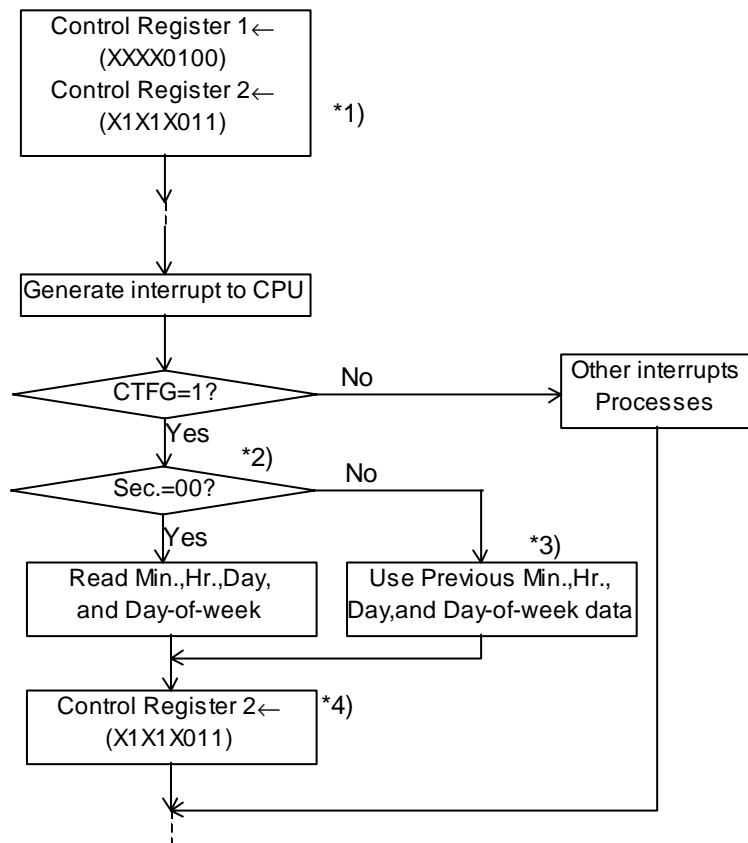 Control Register 1←
(XXXX0100)
Control Register 2←
(X1X1X011)
*1)
Generate interrupt to CPU
CTFG=1?
No
Other interrupts
Processes
Yes
*2)
Sec.=00?
No
Yes
*3)
Read Min.,Hr.,Day,
and Day-of-week
Use Previous Min.,Hr.,
Day,and Day-of-week data
Control Register 2←
(X1X1X011)
*4)